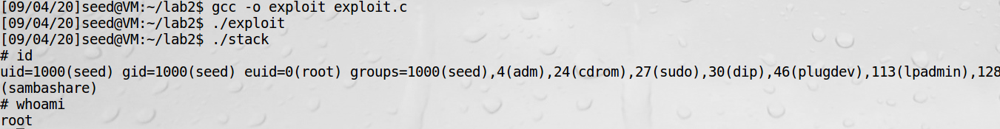 [09/04/20]seed@VM:~/lab2$ gcc -o exploit exploit.c
[09/04/20]seed@VM:~/lab2$ ./exploit
[09/04/20]seed@VM:~/lab2$ ./stack
# id
uid=1000(seed) gid=1000(seed) euid=0(root) groups=1000(seed),4(adm),24(cdrom),27(sudo),30(dip),46(plugdev),113(lpadmin),128
(sambashare)
# whoami
root